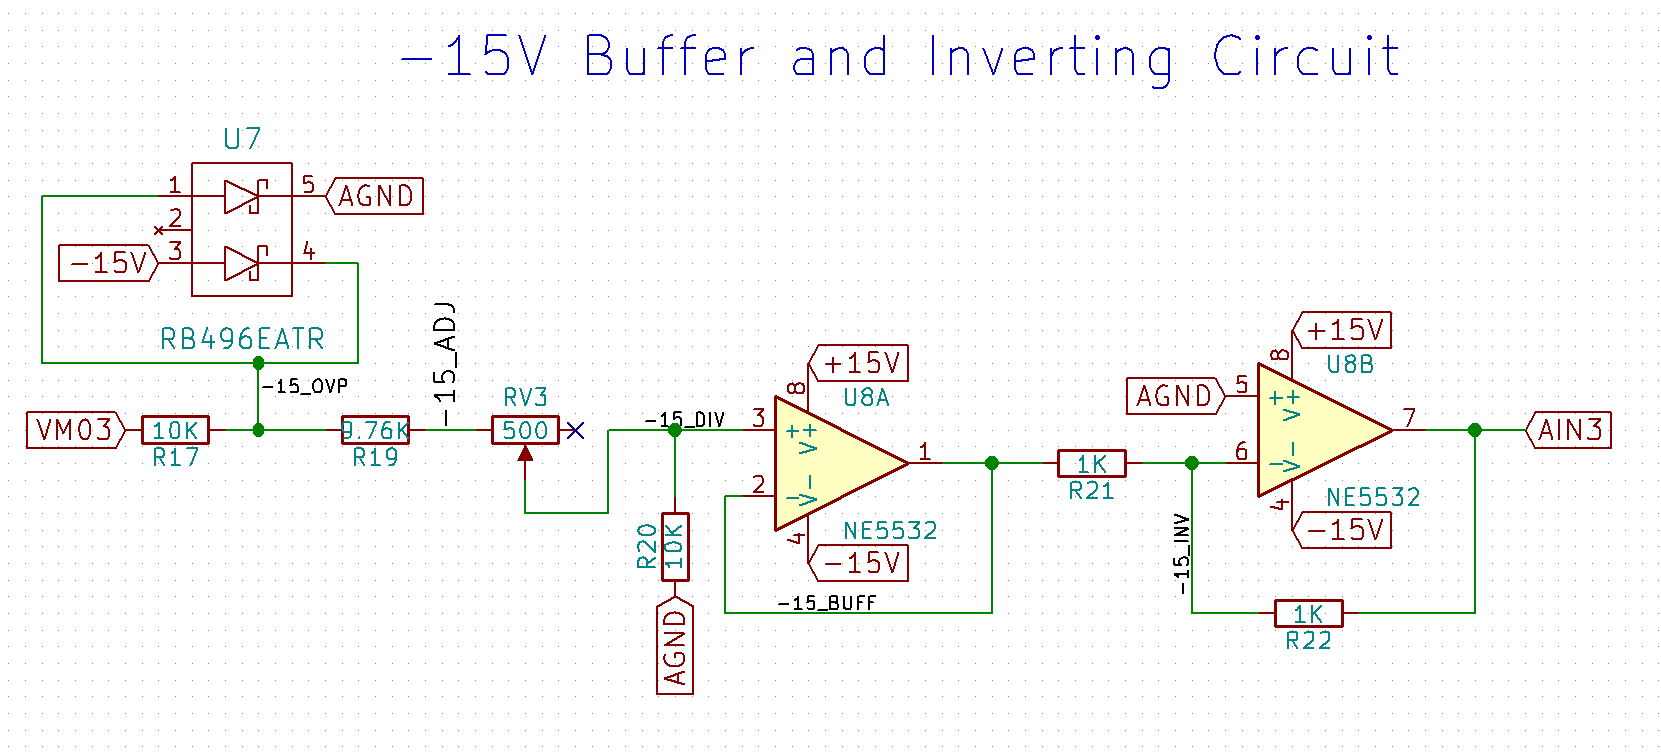 -15V Buffer and Inverting Circuit
U7
1
5
AGND
2
-15V
3
4
RB496EATR
-15_OVP
-15_ADJ
VM03
10K
R17
9.76K
R19
RV3
500
-15_DIV
3
2
++
V+
-
V-
8
+15V
U8A
1
NE5532
4
-15V
-15_BUFF
R20
10K
AGND
1K
R21
AGND
5
6
++
V+
-
V-
8
+15V
U8B
7
AIN3
NE5532
4
-15V
-15_INV
1K
R22